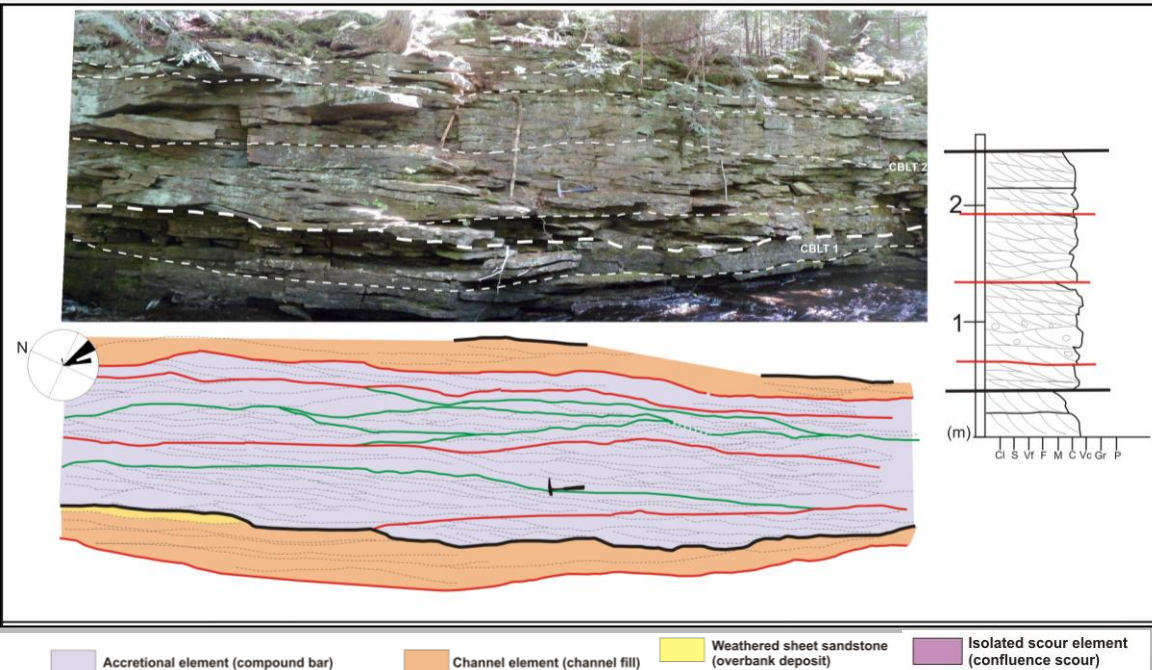 CBLT 2
CBLT 1
N
2
1
(m)
Cl S Vf F M C Vc Gr P
Accretional element (compound bar)
Channel element (channel fill)
Weathered sheet sandstone
(overbank deposit)
Isolated scour element
(confluence scour)